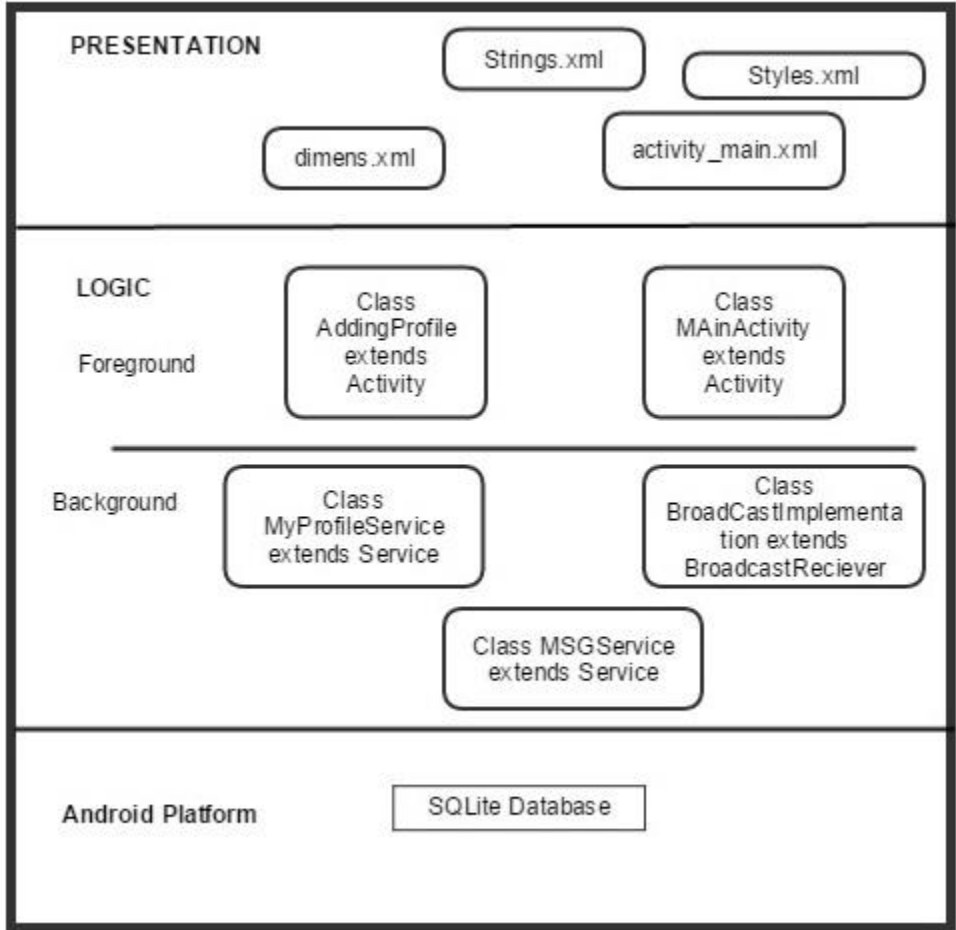 PRESENTATION
Strings.xml
Styles.xml
dimens.xml
activity_main.xml
LOGIC
Foreground
Class
AddingProfile
extends
Activity
Class
MAinActivity
extends
Activity
Background
Class
MyProfileService
extends Service
Class
BroadCastImplementa
tion extends
BroadcastReciever
Class MSGService
extends Service
Android Platform
SQLite Database